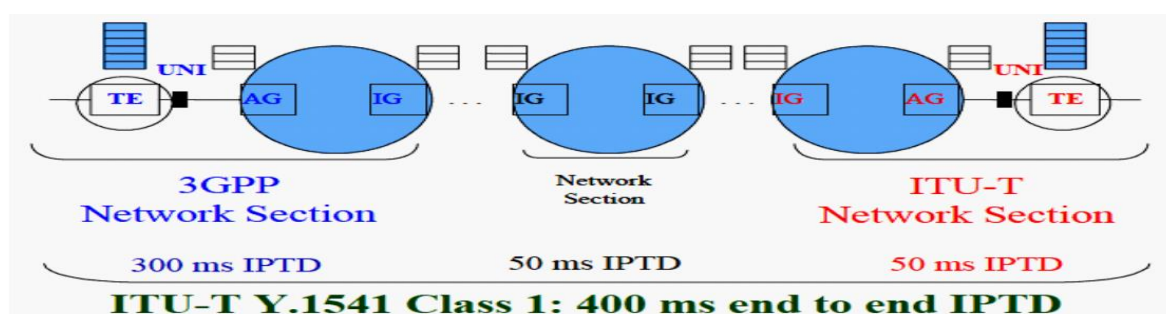 UNI UNI
TE AG IG . . . IG IG . . . IG AG TE
3GPP
Network Section
Network
Section
ITU-T
Network Section
300 ms IPTD 50 ms IPTD 50 ms IPTD
ITU-T Y.1541 Class 1: 400 ms end to end IPTD